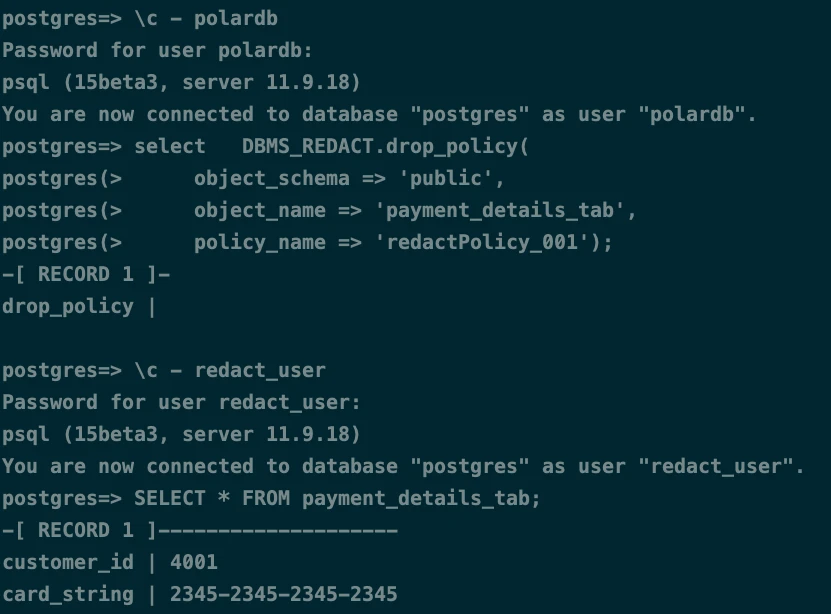 postgres=> \c - polardb
Password for user polardb:
psql (15beta3, server 11.9.18)
You are now connected to database "postgres" as user "polardb".
postgres=> select   DBMS_REDACT.drop_policy(
postgres(>      object_schema => 'public',
postgres(>      object_name => 'payment_details_tab',
postgres(>      policy_name => 'redactPolicy_001');
-[ RECORD 1 ]-
drop_policy |
postgres=> \c - redact_user
Password for user redact_user:
psql (15beta3, server 11.9.18)
You are now connected to database "postgres" as user "redact_user".
postgres=> SELECT * FROM payment_details_tab;
-[ RECORD 1 ]--------------------
customer_id | 4001
card_string | 2345-2345-2345-2345